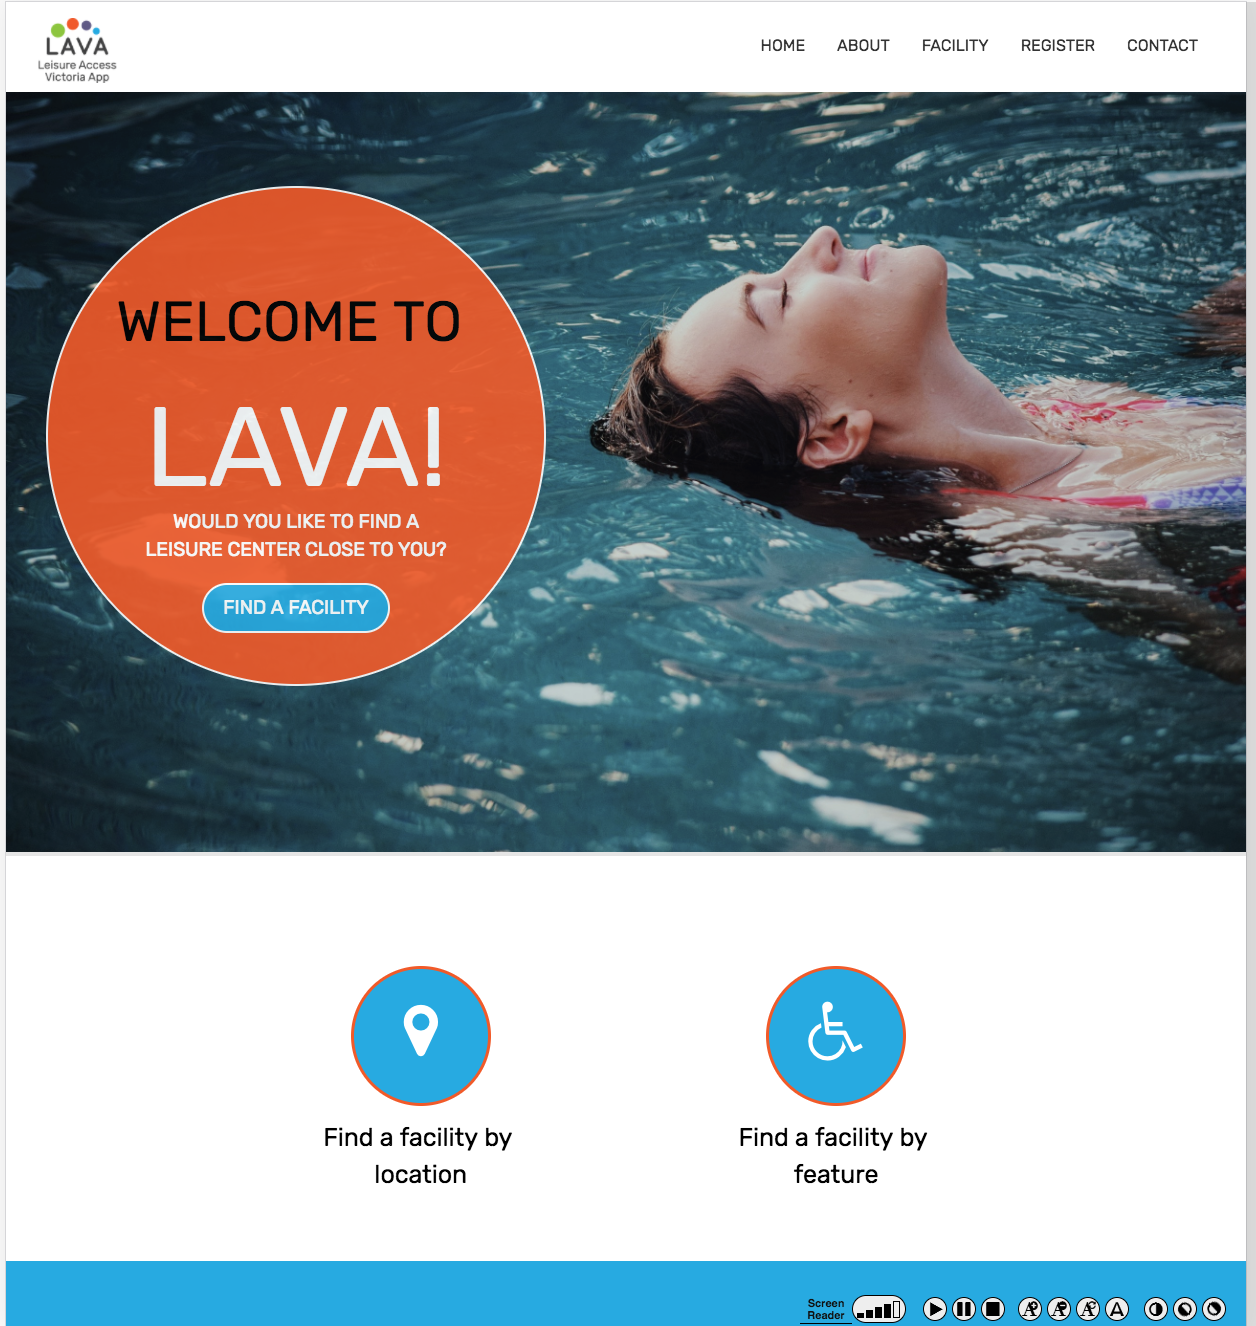 LAVA
Leisure Access
Victoria App
HOME ABOUT FACILITY REGISTER CONTACT
WELCOME TO
LAVA!
WOULD YOU LIKE TO FIND A
LEISURE CENTER CLOSE TO YOU?
FIND A FACILITY
Find a facility by
location
Find a facility by
feature
Screen
Reader
A A A A